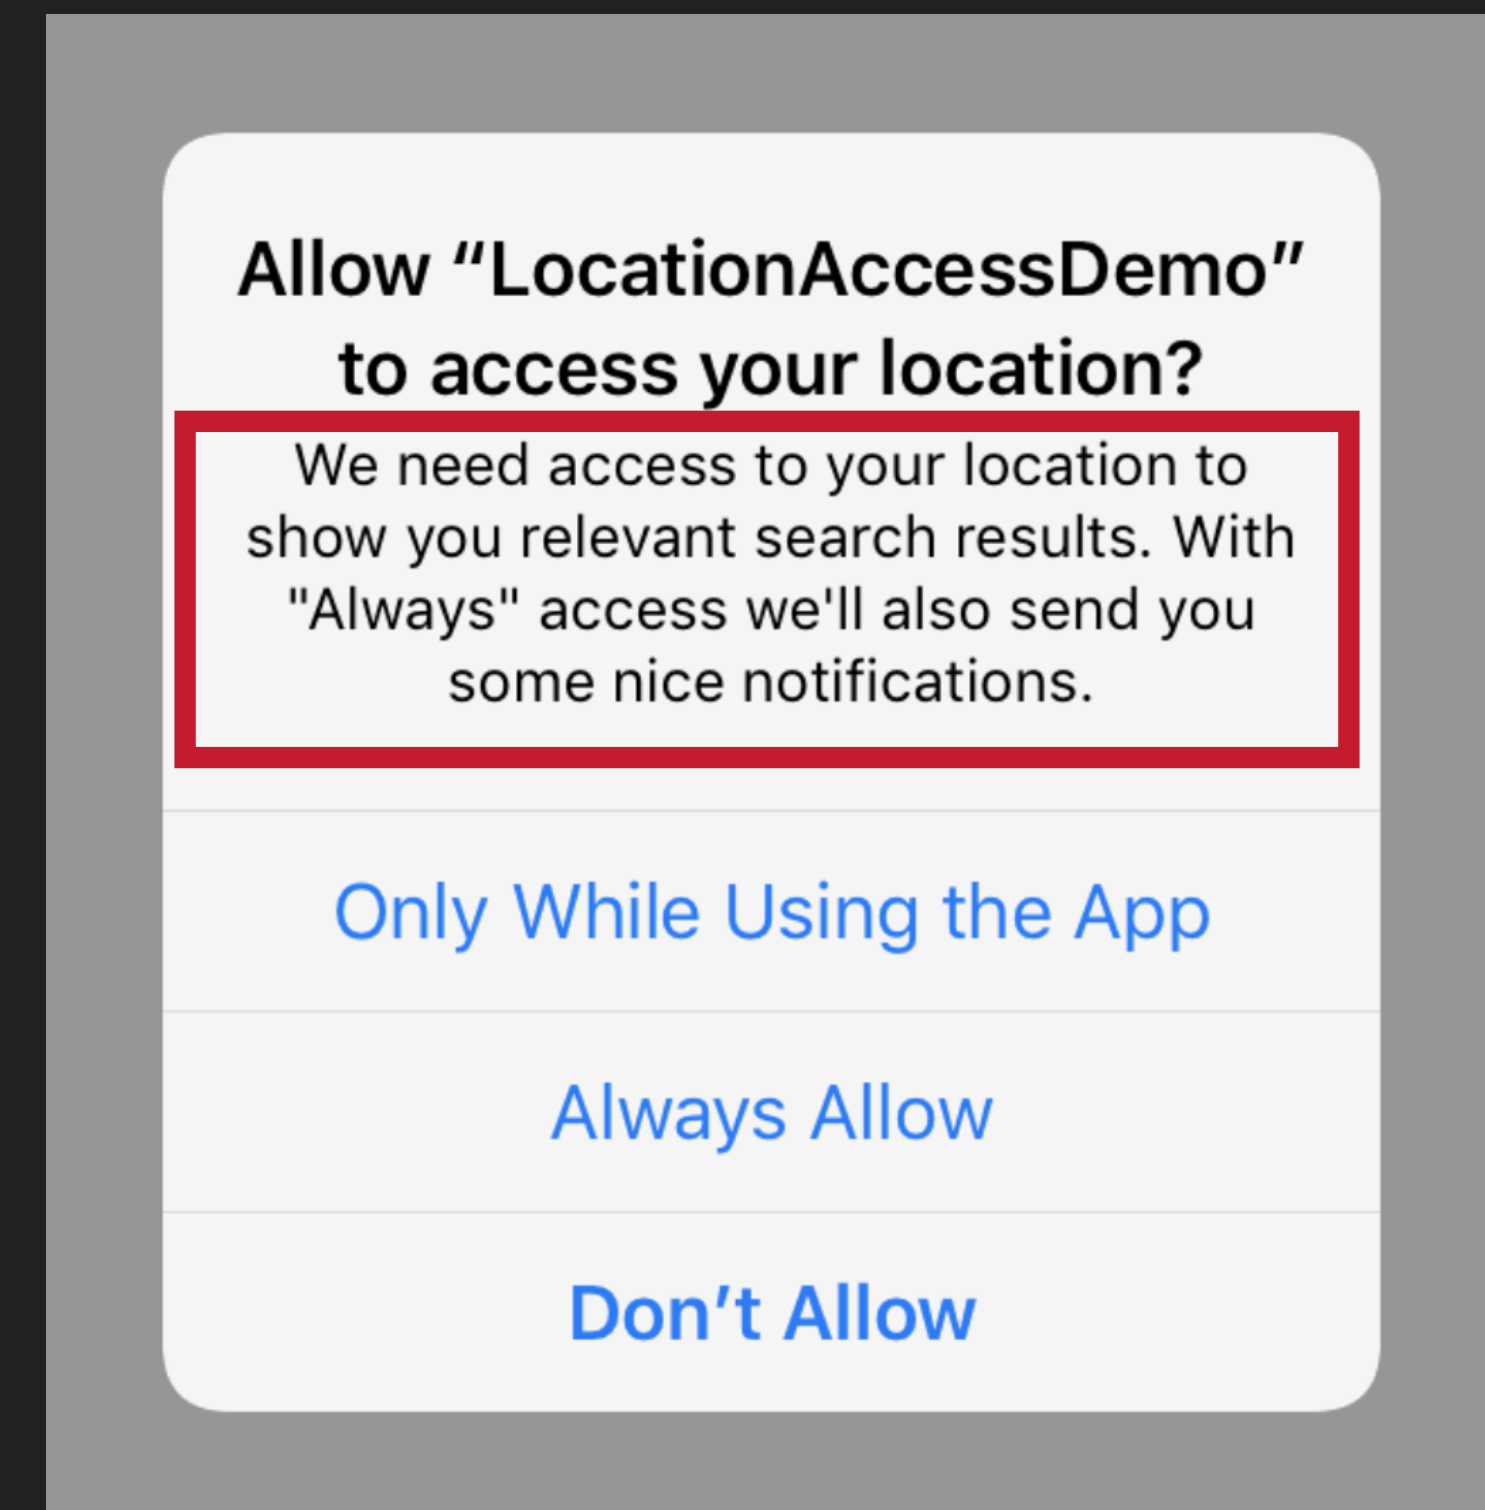 Allow “LocationAccessDemo”
to access your location?
We need access to your location to
show you relevant search results. With
"Always" access we'll also send you
some nice notifications.
Only While Using the App
Always Allow
Don’t Allow